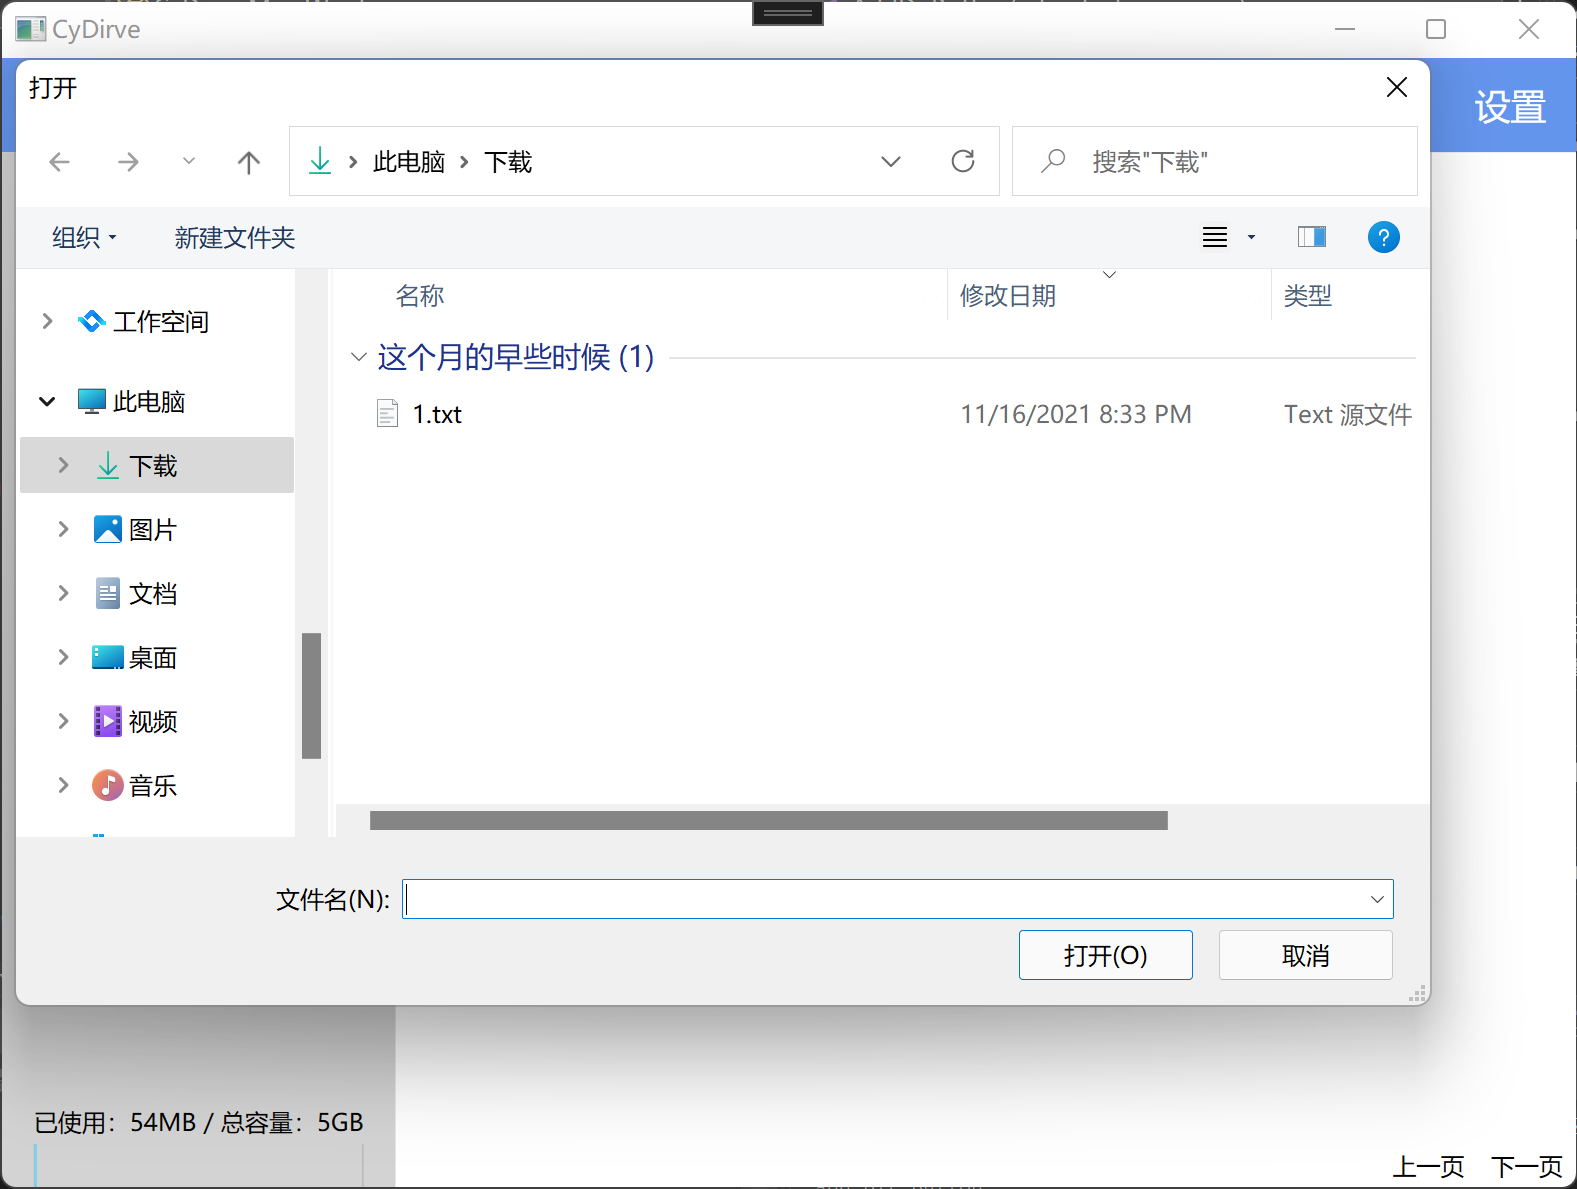 CyDirve
设置
打开
此电脑 下载
搜索"下载"
组织
新建文件夹
?
名称
修改日期
类型
工作空间
此电脑
下载
图片
文档
桌面
视频
音乐
这个月的早些时候 (1)
1.txt
11/16/2021 8:33 PM
Text 源文件
文件名(N):
打开(O)
取消
已使用：54MB / 总容量：5GB
上一页
下一页